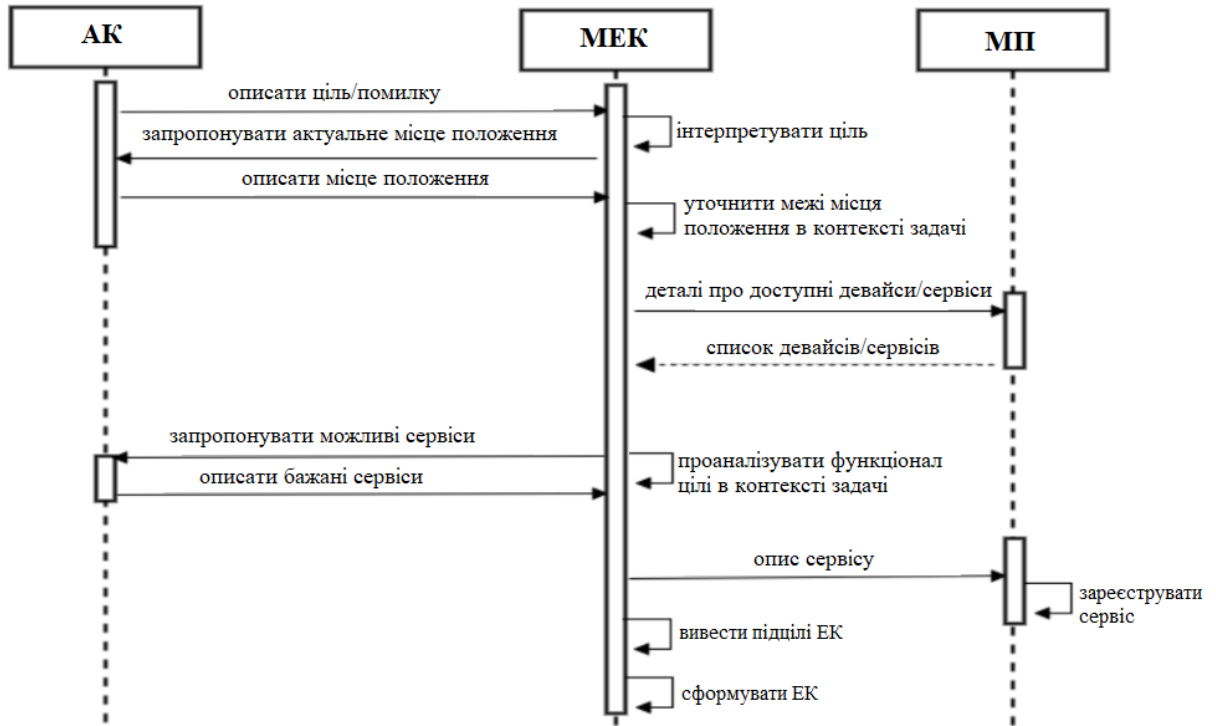 АК
МЕК
МП
описати ціль/помилку
інтерпретувати ціль
запропонувати актуальне місце положення
описати місце положення
уточнити межі місця
положення в контексті задачі
деталі про доступні девайси/сервіси
список девайсів/сервісів
запропонувати можливі сервіси
проаналізувати функціонал
цілі в контексті задачі
описати бажані сервіси
опис сервісу
зареєструвати
сервіс
вивести підцілі ЕК
сформувати ЕК